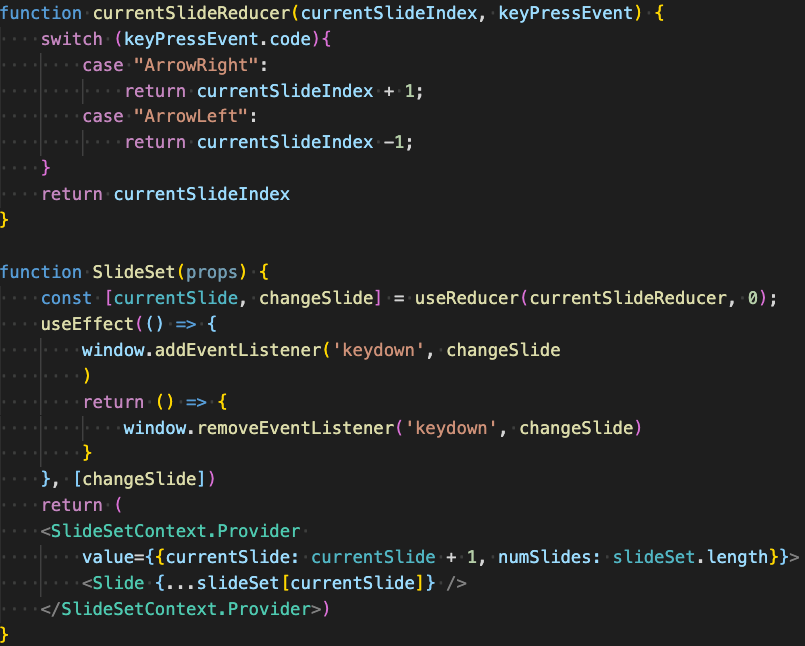 function currentSlideReducer(currentSlideIndex, keyPressEvent) {
    switch (keyPressEvent.code){
        case "ArrowRight":
            return currentSlideIndex + 1;
        case "ArrowLeft":
            return currentSlideIndex -1;
    }
    return currentSlideIndex
}

function SlideSet(props) {
    const [currentSlide, changeSlide] = useReducer(currentSlideReducer, 0);
    useEffect(() => {
        window.addEventListener('keydown', changeSlide
        )
        return () => {
            window.removeEventListener('keydown', changeSlide)
        }
    }, [changeSlide])
    return (
    <SlideSetContext.Provider
        value={{currentSlide: currentSlide + 1, numSlides: slideSet.length}}>
        <Slide {...slideSet[currentSlide]} />
    </SlideSetContext.Provider>)
}